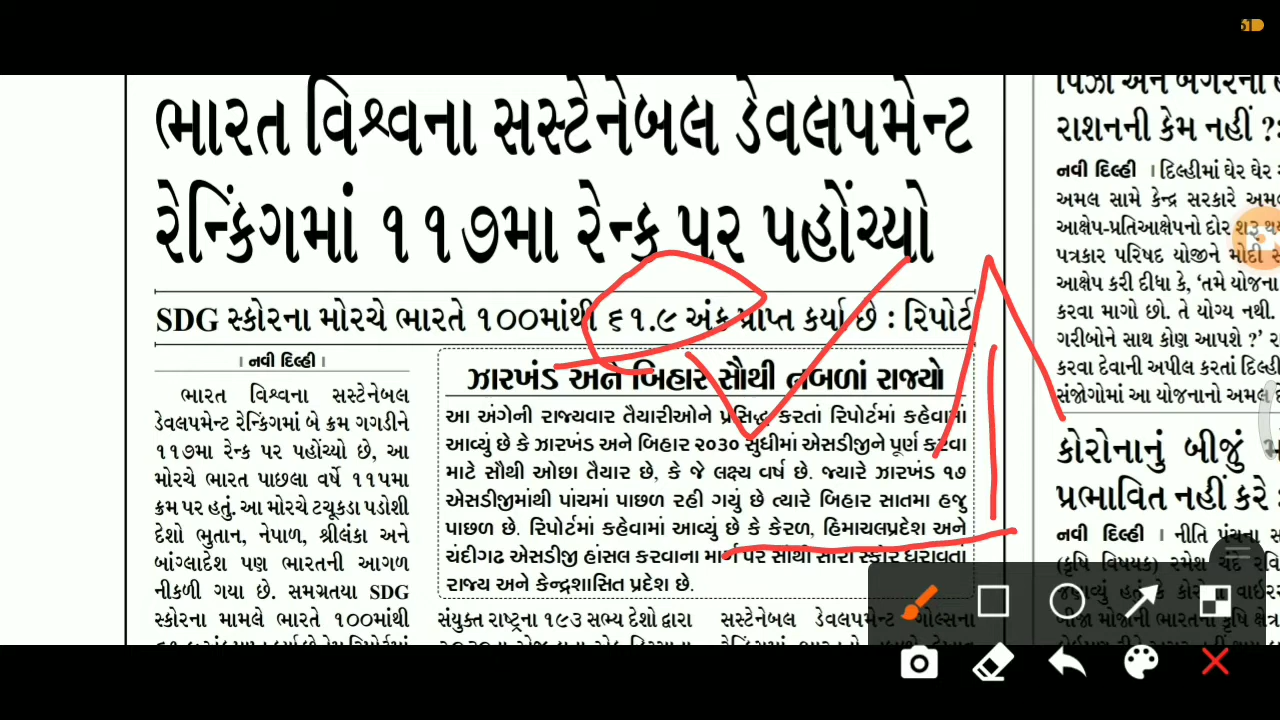 ભારત વિશ્વના સસ્ટેનેબલ ડેવલપમેન્ટ
રેન્કિંગમાં ૧૧૭મા રેન્ક પર પહોંચ્યો
SDG સ્કોરના મોરચે ભારતે ૧૦૦માંથી ૬૧.૯ અંક પ્રાપ્ત કર્યા છે : રિપોર્ટ
। નવી દિલ્હી ।
ભારત વિશ્વના સસ્ટેનેબલ
ડેવલપમેન્ટ રેન્કિંગમાં બે ક્રમ ગગડીને
૧૧૭મા રેન્ક પર પહોંચ્યો છે, આ
મોરચે ભારત પાછલા વર્ષે ૧૧૫મા
ક્રમ પર હતું. આ મોરચે ટચૂકડા પડોશી
દેશો ભુતાન, નેપાળ, શ્રીલંકા અને
બાંગ્લાદેશ પણ ભારતની આગળ
નીકળી ગયા છે. સમગ્રતયા SDG
સ્કોરના મામલે ભારતે ૧૦૦માંથી
ઝારખંડ અને બિહાર સૌથી નબળાં રાજ્યો
આ અંગેની રાજ્યવાર તૈયારીઓને પ્રસિદ્ધ કરતાં રિપોર્ટમાં કહેવામાં
આવ્યું છે કે ઝારખંડ અને બિહાર ૨૦૩૦ સુધીમાં એસડીજીને પૂર્ણ કરવા
માટે સૌથી ઓછા તૈયાર છે, કે જે લક્ષ્ય વર્ષ છે. જ્યારે ઝારખંડ ૧૭
એસડીજીમાંથી પાંચમાં પાછળ રહી ગયું છે ત્યારે બિહાર સાતમા હજુ
પાછળ છે. રિપોર્ટમાં કહેવામાં આવ્યું છે કે કેરળ, હિમાચલપ્રદેશ અને
ચંદીગઢ એસડીજી હાંસલ કરવાના માર્ગ પર સૌથી સારો સ્કોર ધરાવતાં
રાજ્ય અને કેન્દ્રશાસિત પ્રદેશ છે.
સંયુક્ત રાષ્ટ્રના ૧૯૩ સભ્ય દેશો દ્વારા
સસ્ટેનેબલ ડેવલપમેન્ટ ગોલ્સના
પિઝા અને બર્ગરની
રાશનની કેમ નહીં ?
નવી દિલ્હી । દિલ્હીમાં ઘેર ઘેર
અમલ સામે કેન્દ્ર સરકારે
આક્ષેપ-પ્રતિઆક્ષેપનો દોર શરૂ
પત્રકાર પરિષદ યોજીને મોદી
આક્ષેપ કરી દીધા કે, ‘તમે
કરવા માગો છો. તે યોગ્ય નથી.
ગરીબોને સાથ કોણ આપશે ?’
કરવા દેવાની અપીલ કરતાં
સંજોગોમાં આ યોજનાનો અમલ
કોરોનાનું બીજું
પ્રભાવિત નહીં કરે
નવી દિલ્હી । નીતિ પંચના
(કૃષિ વિષયક) રમેશ ચંદે